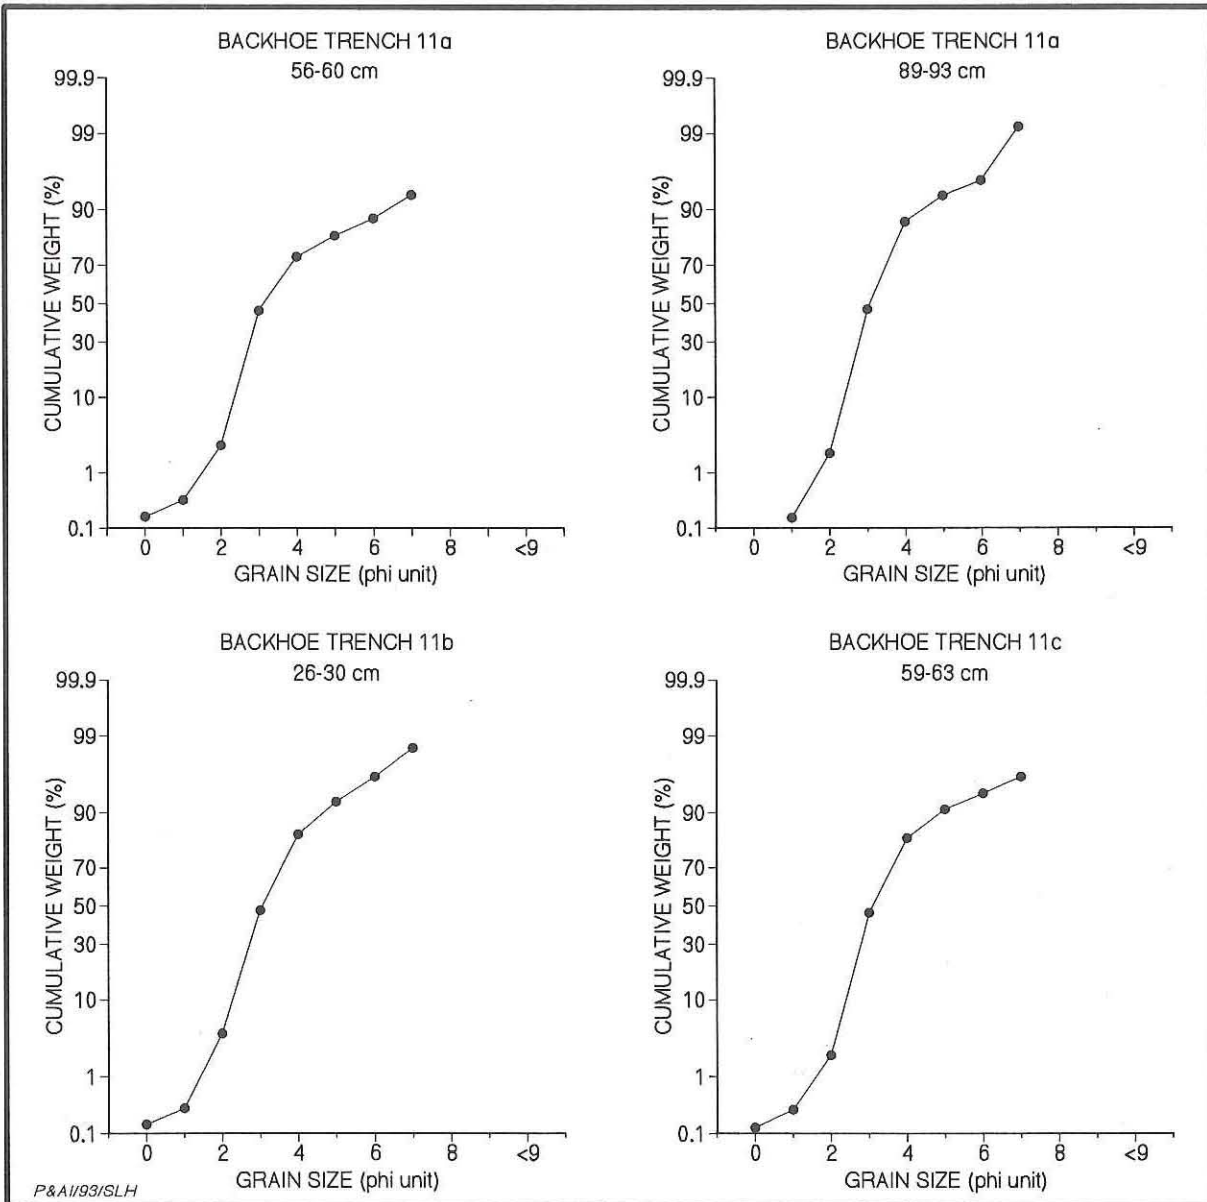 BACKHOE TRENCH 11a
56-60 cm
99.9
99
90
70
50
30
10
1
0.1
CUMULATIVE WEIGHT (%)
0 2 4 6 8 <9
GRAIN SIZE (phi unit)
BACKHOE TRENCH 11a
89-93 cm
99.9
99
90
70
50
30
10
1
0.1
CUMULATIVE WEIGHT (%)
0 2 4 6 8 <9
GRAIN SIZE (phi unit)
BACKHOE TRENCH 11b
26-30 cm
99.9
99
90
70
50
30
10
1
0.1
CUMULATIVE WEIGHT (%)
0 2 4 6 8 <9
GRAIN SIZE (phi unit)
BACKHOE TRENCH 11c
59-63 cm
99.9
99
90
70
50
30
10
1
0.1
CUMULATIVE WEIGHT (%)
0 2 4 6 8 <9
GRAIN SIZE (phi unit)
P&AI/93/SLH